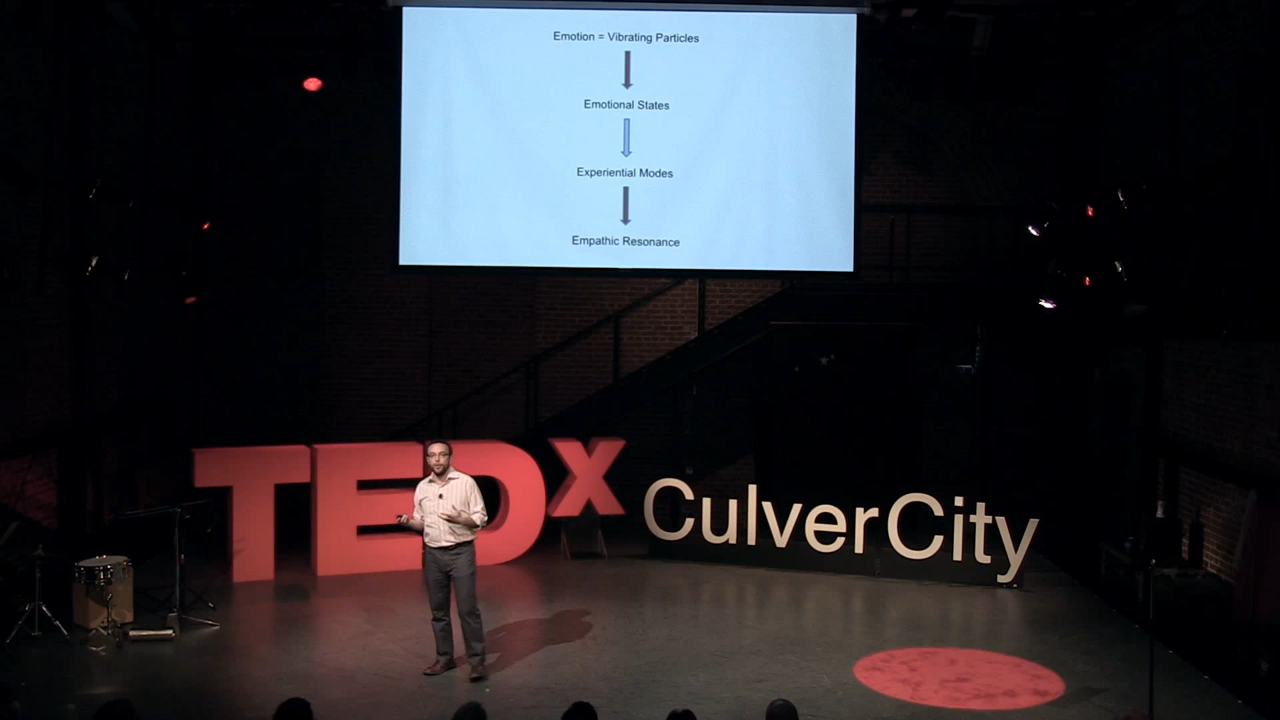 Emotion = Vibrating Particles
Emotional States
Experiential Modes
Empathic Resonance
TEDx
CulverCity